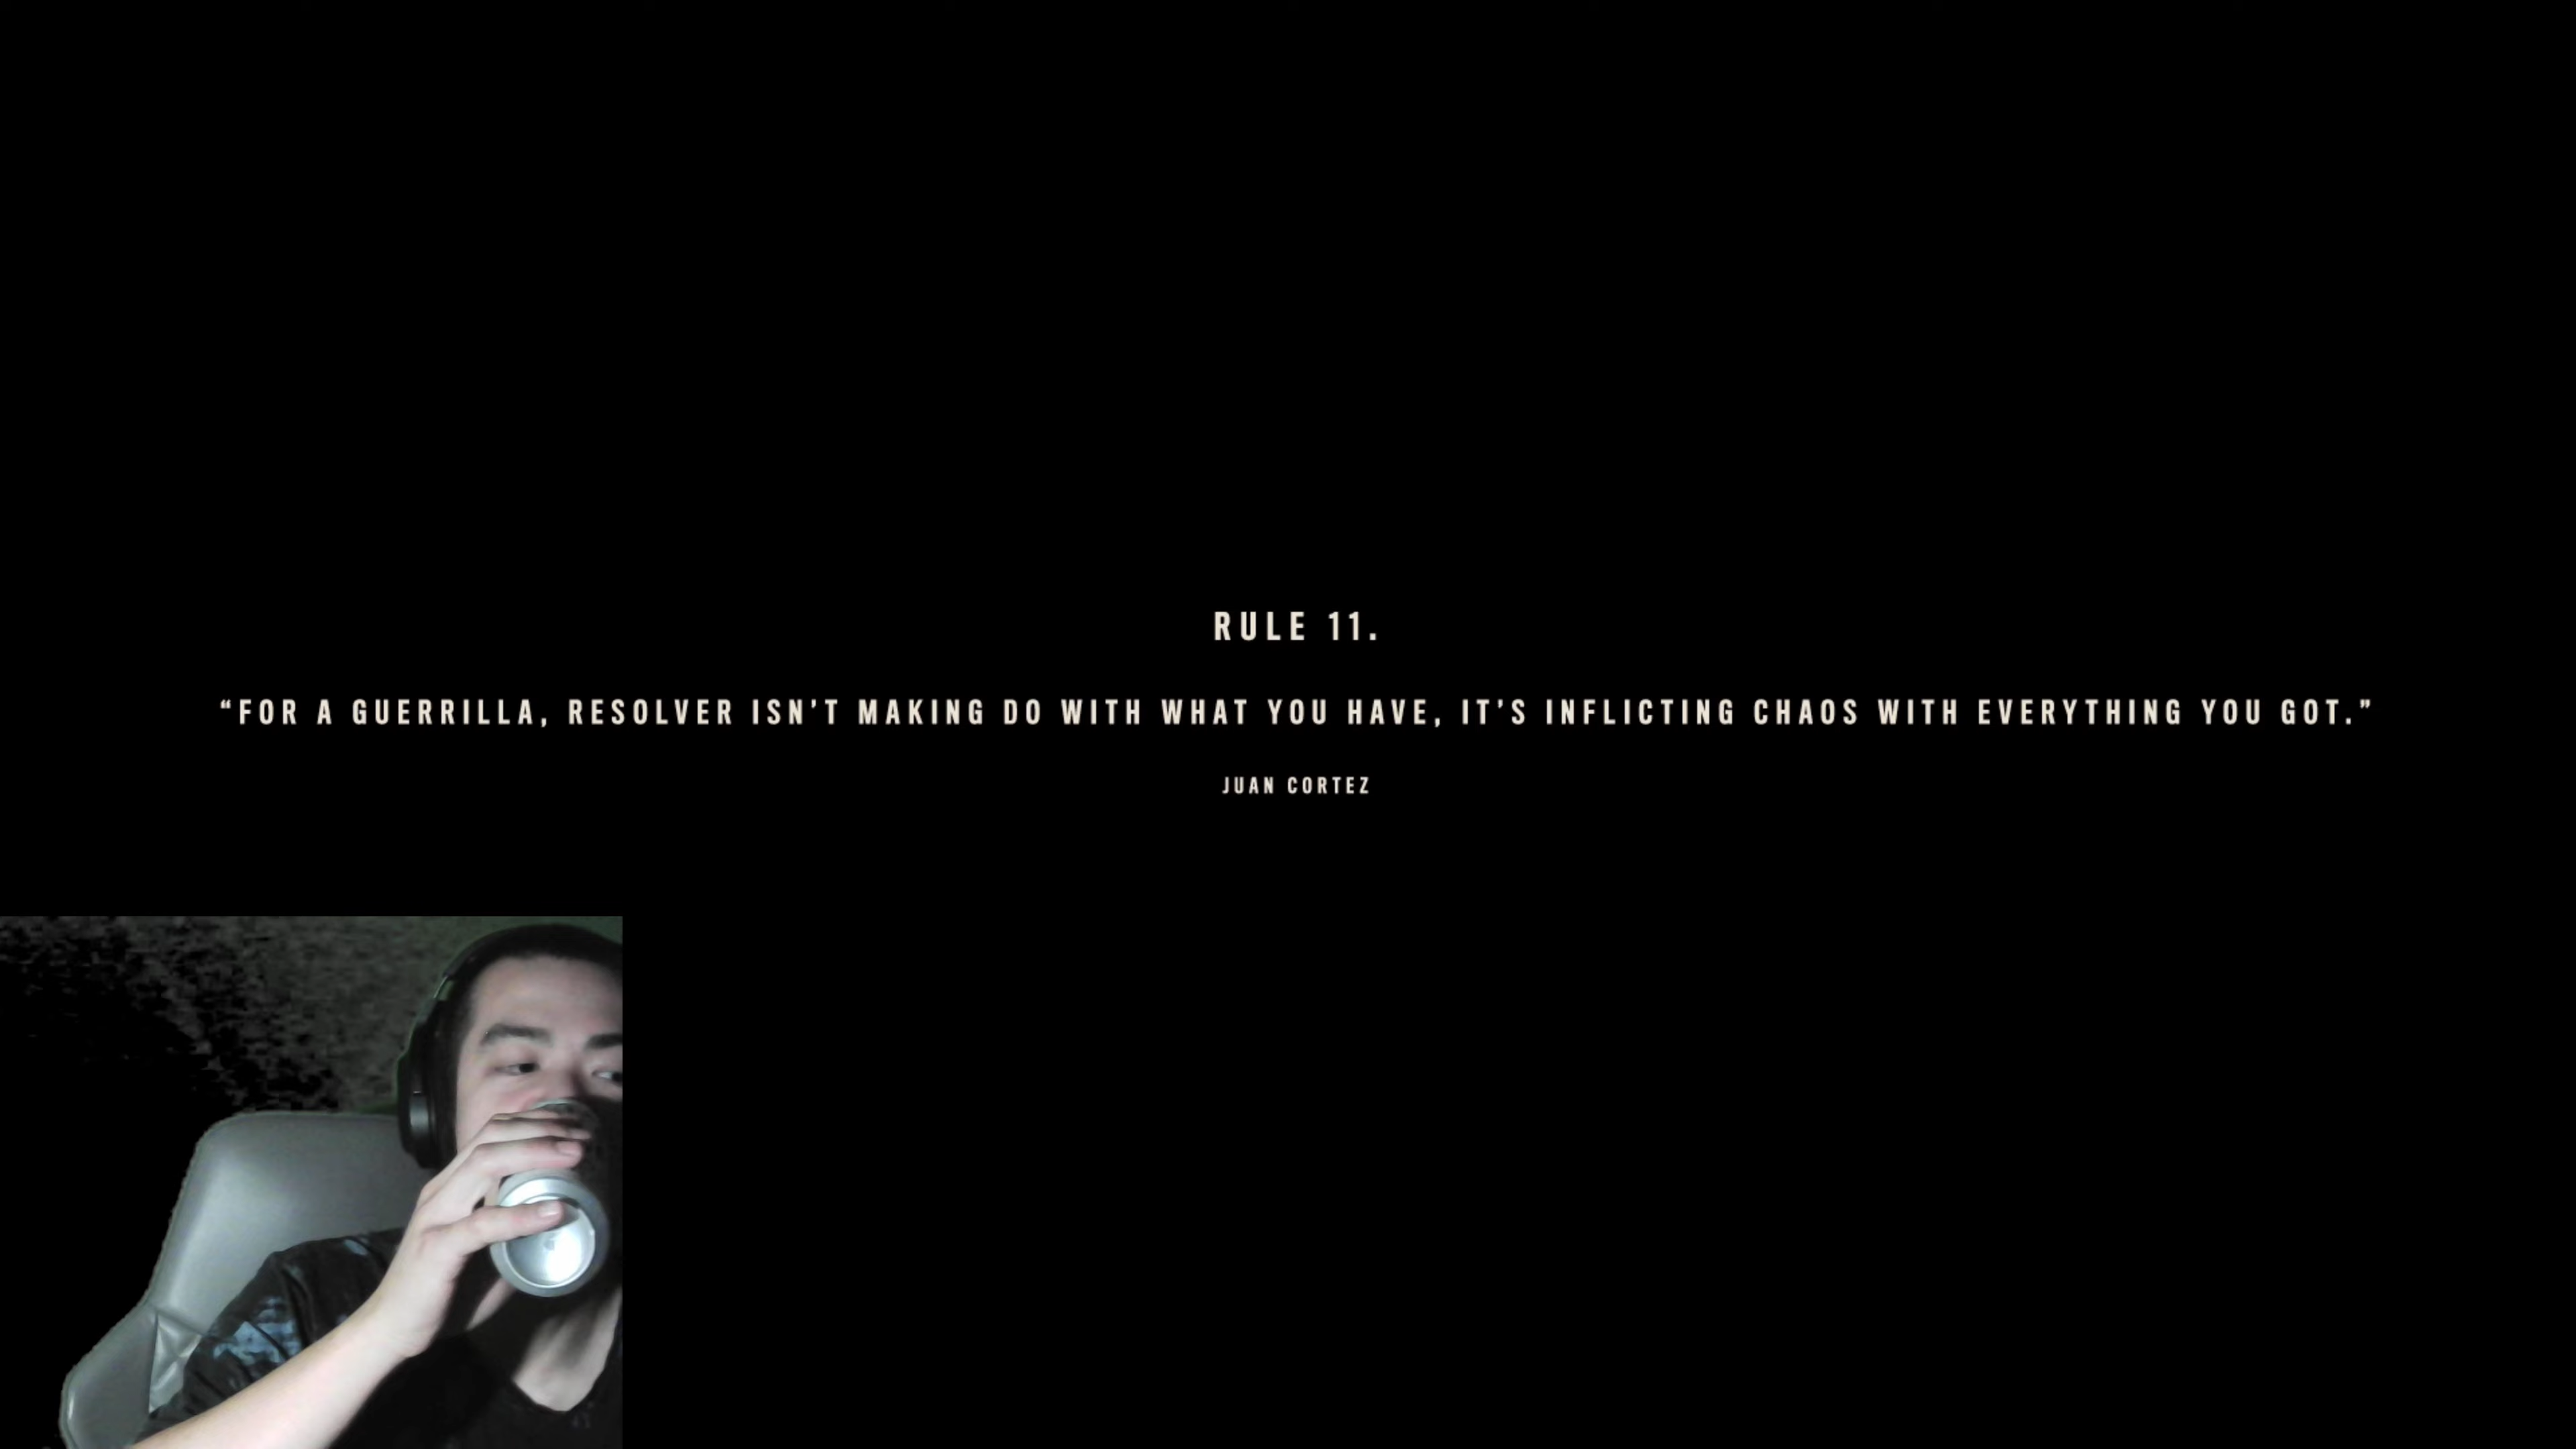 RULE 11.
“FOR A GUERRILLA, RESOLVER ISN’T MAKING DO WITH WHAT YOU HAVE, IT’S INFLICTING CHAOS WITH EVERYTHING YOU GOT.”
JUAN CORTEZ